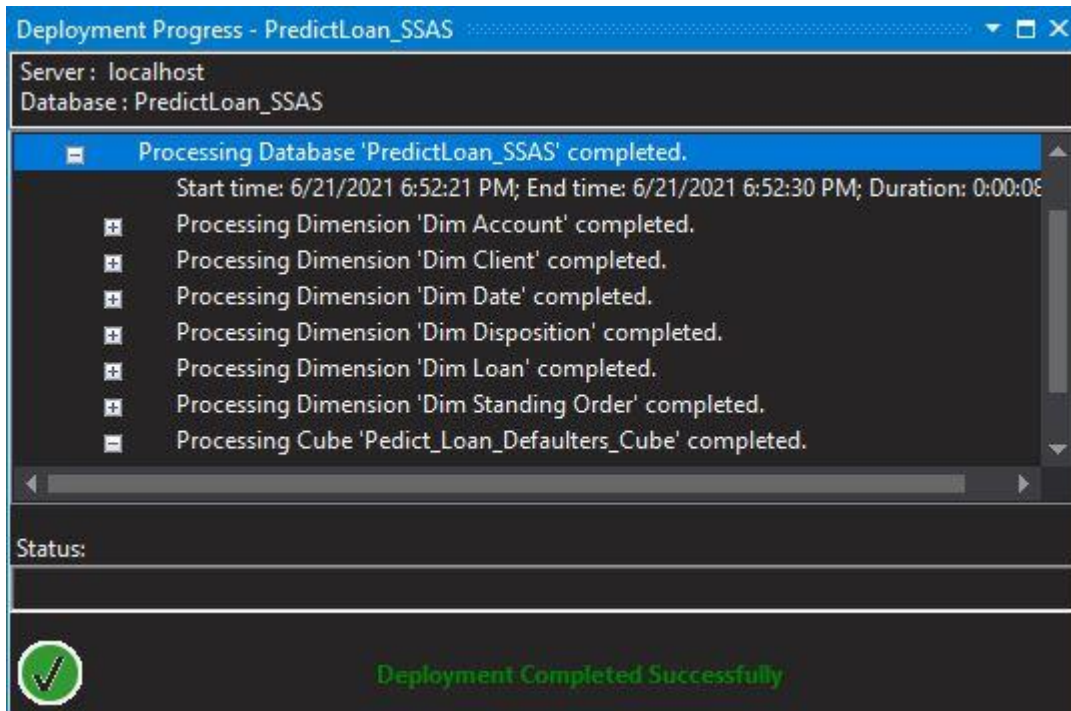 Deployment Progress - PredictLoan_SSAS
Server : localhost
Database : PredictLoan_SSAS
Processing Database 'PredictLoan_SSAS' completed.
Start time: 6/21/2021 6:52:21 PM; End time: 6/21/2021 6:52:30 PM; Duration: 0:00:08
Processing Dimension 'Dim Account' completed.
Processing Dimension 'Dim Client' completed.
Processing Dimension 'Dim Date' completed.
Processing Dimension 'Dim Disposition' completed.
Processing Dimension 'Dim Loan' completed.
Processing Dimension 'Dim Standing Order' completed.
Processing Cube 'Pedict_Loan_Defaulters_Cube' completed.
Status:
Deployment Completed Successfully